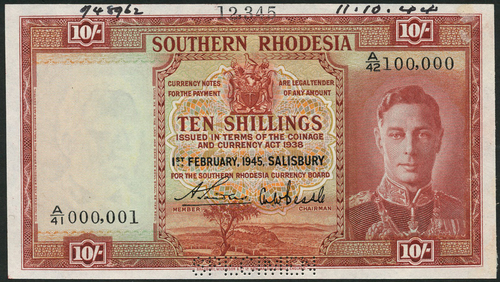 948962 12,345 11.10.44
10/- SOUTHERN RHODESIA 10/-
A/42 100,000
CURRENCY NOTES ARE LEGAL TENDER
FOR THE PAYMENT OF ANY AMOUNT
TEN SHILLINGS
ISSUED IN TERMS OF THE COINAGE
AND CURRENCY ACT 1938
1ST FEBRUARY, 1945, SALISBURY
FOR THE SOUTHERN RHODESIA CURRENCY BOARD
A/41 000,001
MEMBER CHAIRMAN
10/- 10/-